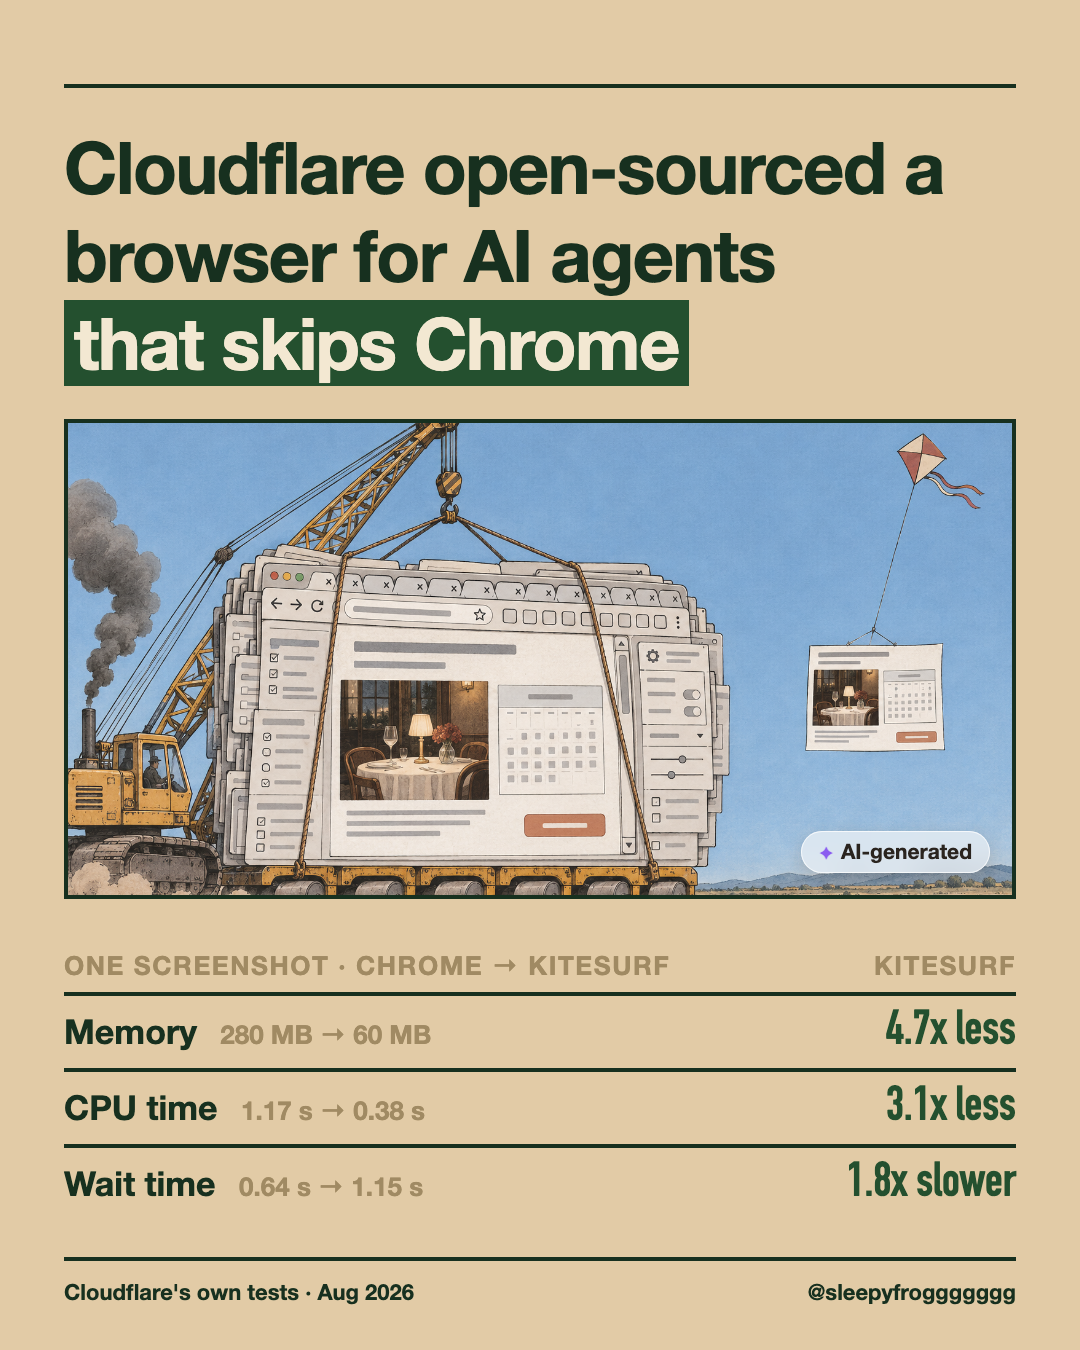 Cloudflare open-sourced a
browser for AI agents
that skips Chrome
AI-generated
ONE SCREENSHOT · CHROME → KITESURF KITESURF
Memory 280 MB → 60 MB 4.7x less
CPU time 1.17 s → 0.38 s 3.1x less
Wait time 0.64 s → 1.15 s 1.8x slower
Cloudflare's own tests · Aug 2026 @sleepyfroggggggg